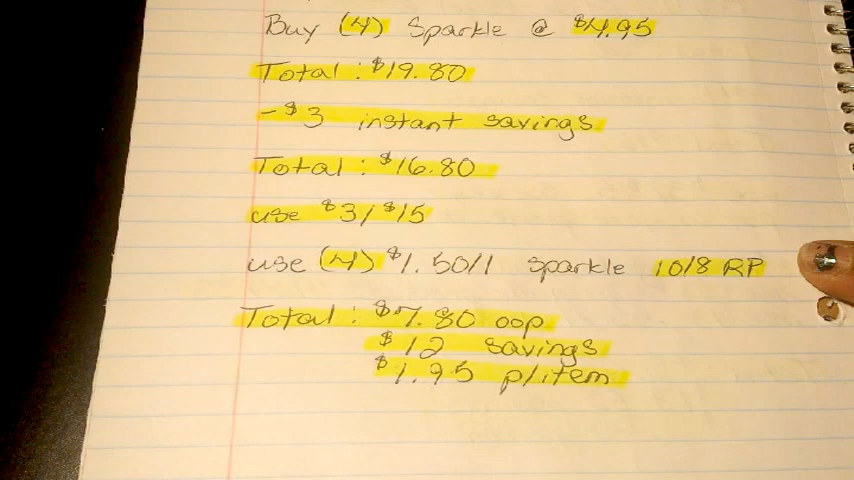 Buy (4) Sparkle @ $4.95
Total: $19.80
-$3 instant savings
Total: $16.80
use $3/$15
use (4) $1.50/1 sparkle 10/8 RP
Total: $7.80 oop
$12 savings
$1.95 p/item